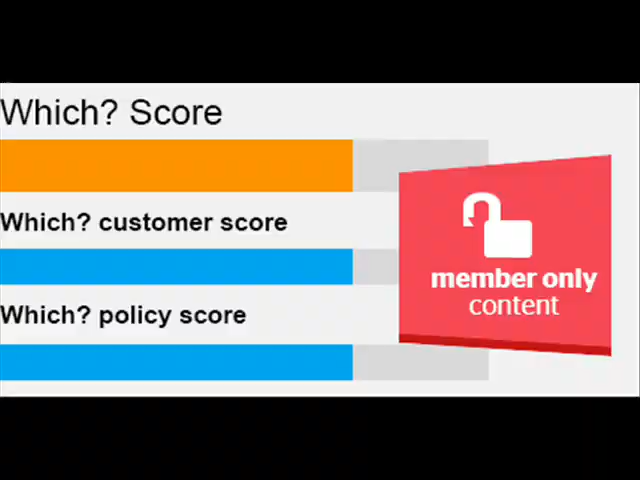 Which? Score
Which? customer score
member only
content
Which? policy score